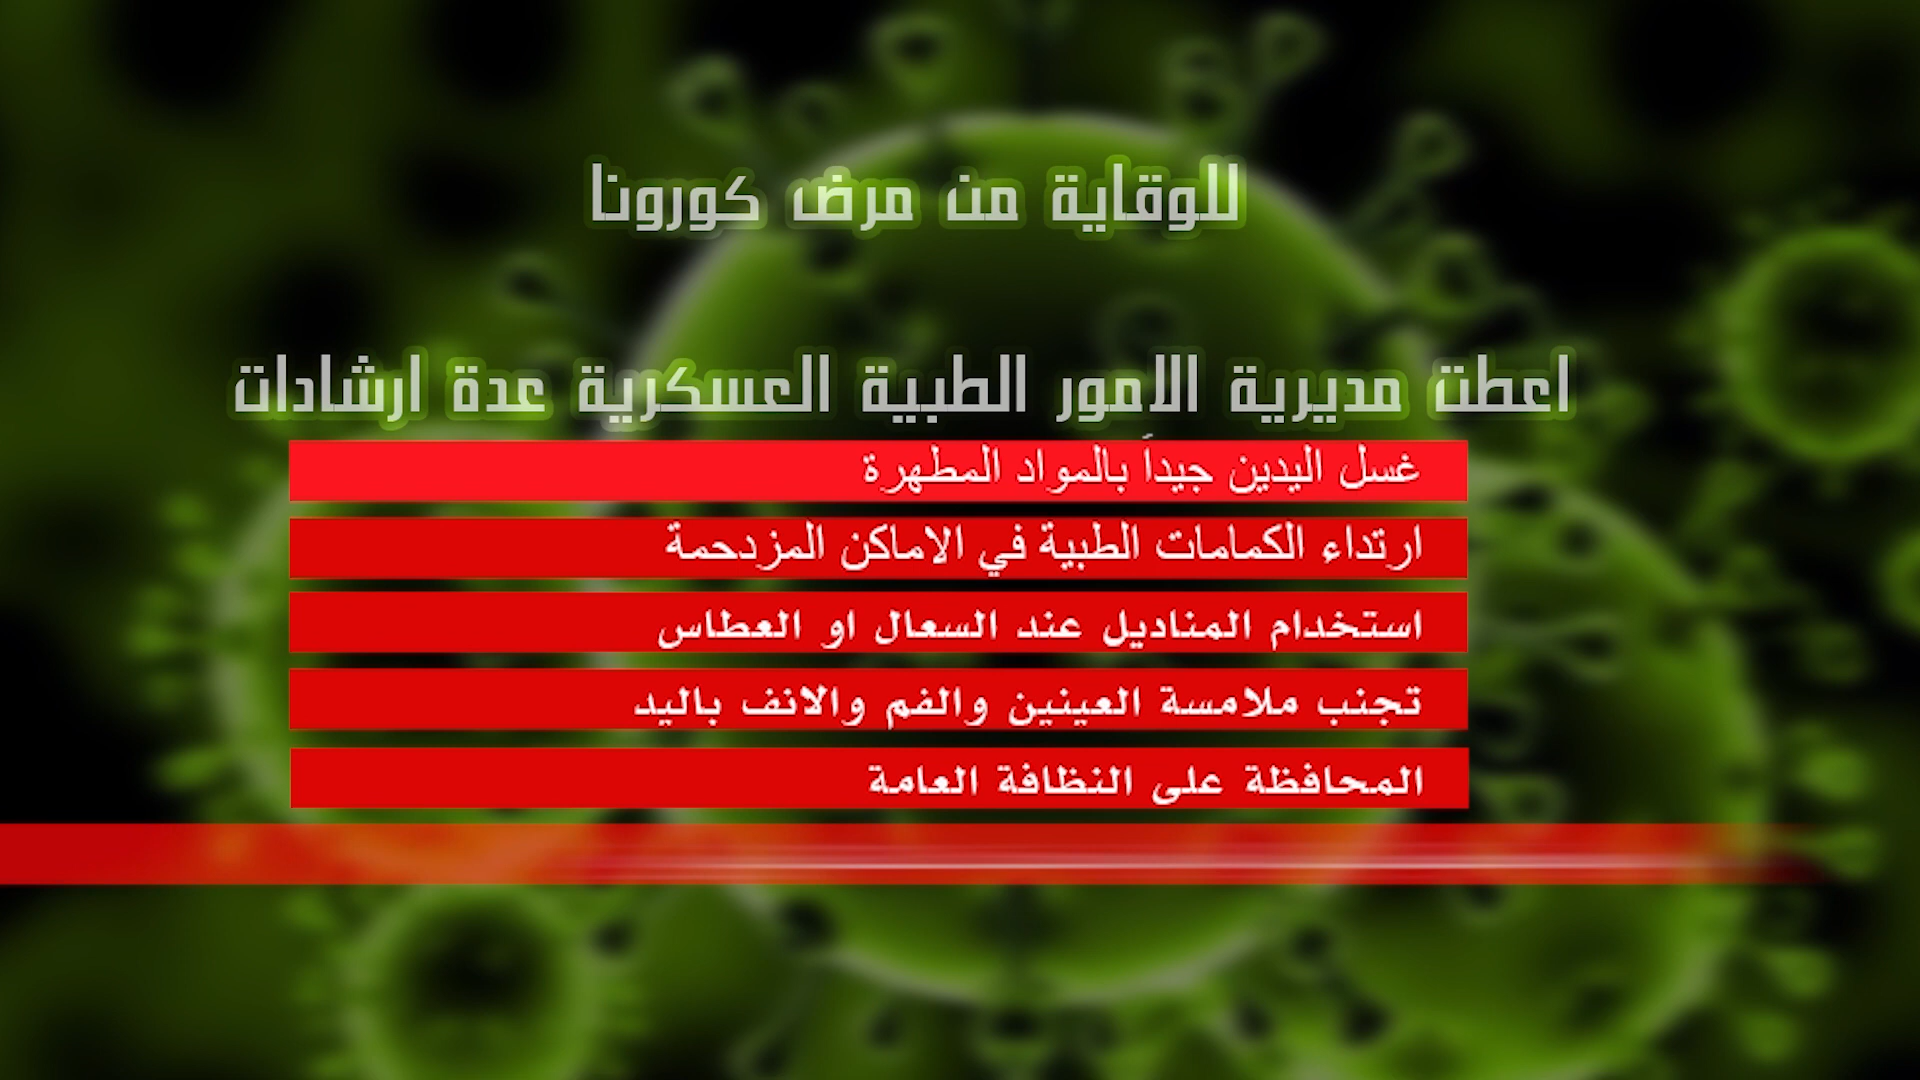 للوقاية من مرض كورونا
اعطت مديرية الامور الطبية العسكرية عدة ارشادات
غسل اليدين جيداً بالمواد المطهرة
ارتداء الكمامات الطبية في الاماكن المزدحمة
استخدام المناديل عند السعال او العطاس
تجنب ملامسة العينين والفم والانف باليد
المحافظة على النظافة العامة